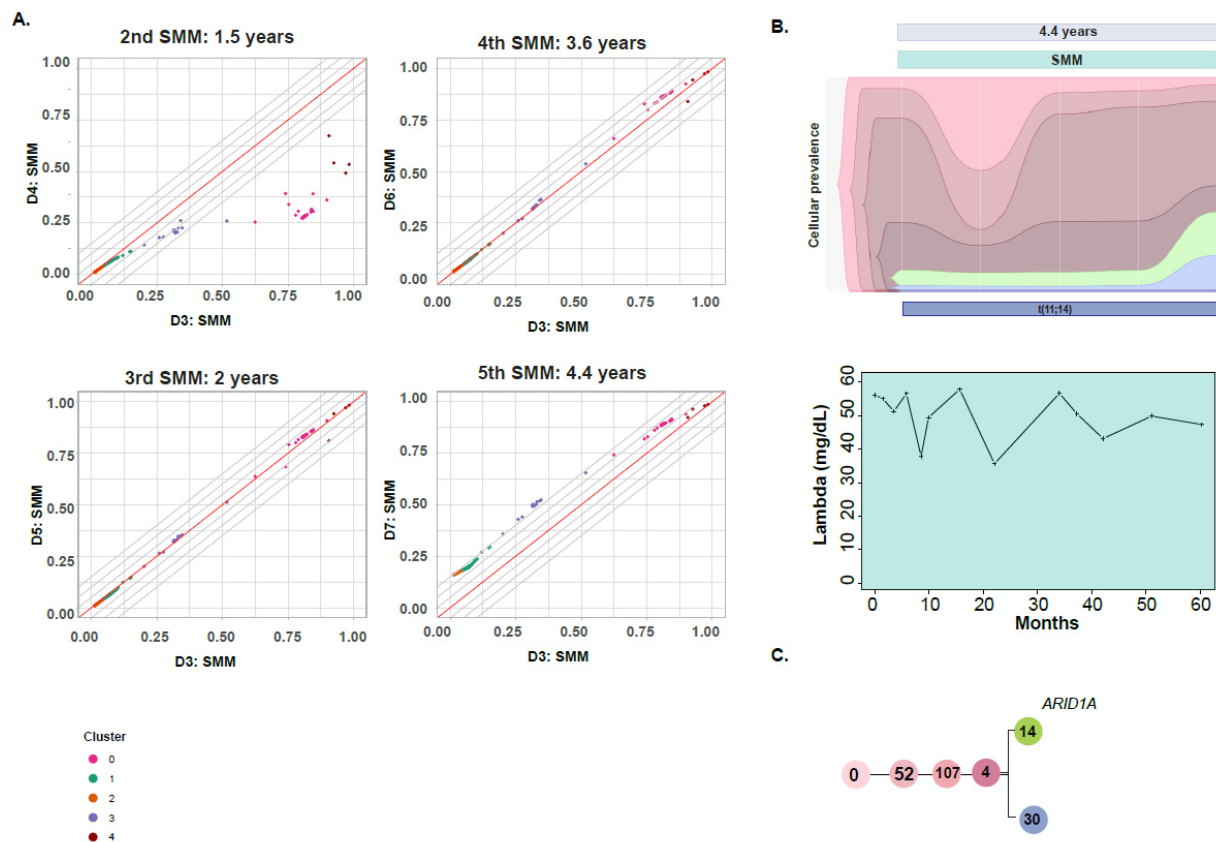 A.
2nd SMM: 1.5 years
1.00
0.75
0.50
0.25
0.00
D4: SMM
0.00 0.25 0.50 0.75 1.00
D3: SMM
4th SMM: 3.6 years
1.00
0.75
0.50
0.25
0.00
D6: SMM
0.00 0.25 0.50 0.75 1.00
D3: SMM
3rd SMM: 2 years
1.00
0.75
0.50
0.25
0.00
D5: SMM
0.00 0.25 0.50 0.75 1.00
D3: SMM
5th SMM: 4.4 years
1.00
0.75
0.50
0.25
0.00
D7: SMM
0.00 0.25 0.50 0.75 1.00
D3: SMM
Cluster
0
1
2
3
4
B.
4.4 years
SMM
Cellular prevalence
t(11;14)
60
50
40
30
20
10
0
Lambda (mg/dL)
0 10 20 30 40 50 60
Months
C.
ARID1A
14
0 52 107 4
30